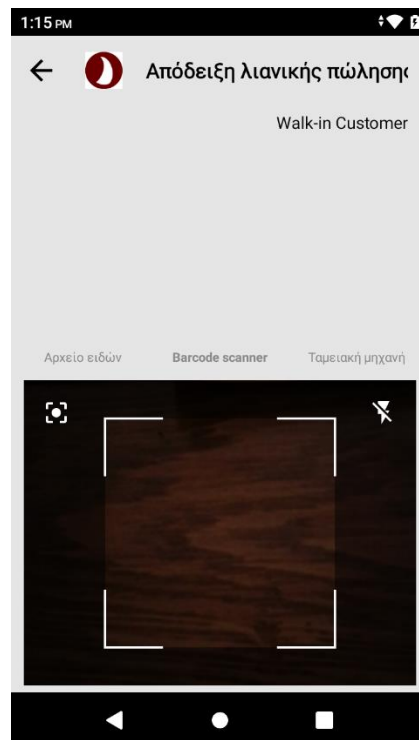 1:15 PM
Απόδειξη λιανικής πώλησης
Walk-in Customer
Αρχείο ειδών
Barcode scanner
Ταμειακή μηχανή